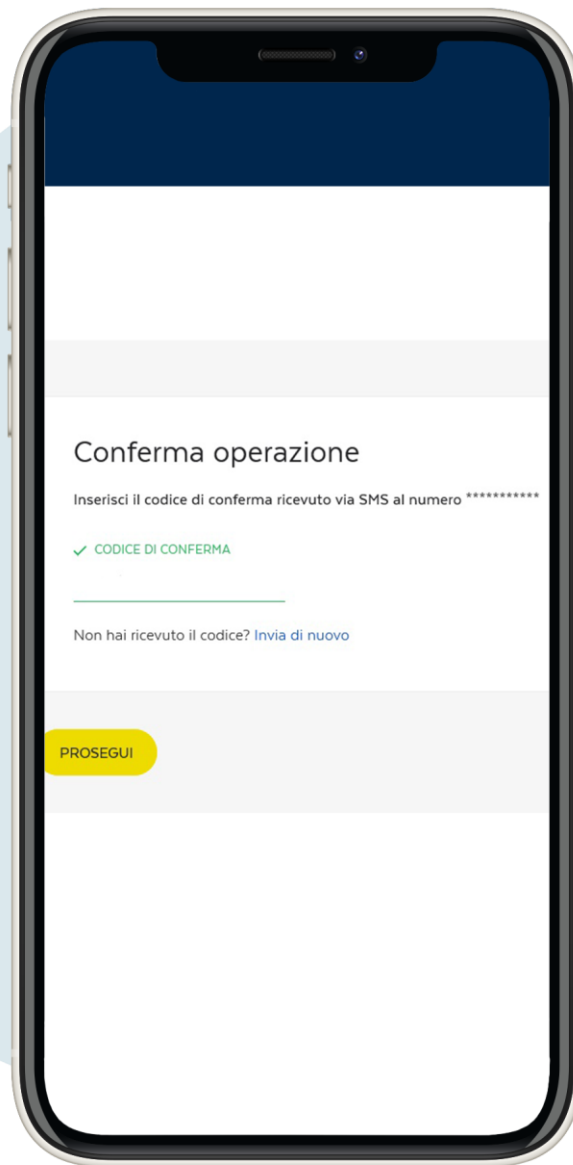 Conferma operazione
Inserisci il codice di conferma ricevuto via SMS al numero ***********
CODICE DI CONFERMA
Non hai ricevuto il codice? Invia di nuovo
PROSEGUI